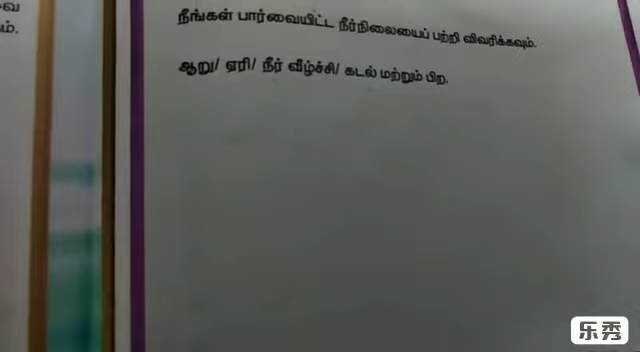 வை
ம்.
நீங்கள் பார்வையிட்ட நீர்நிலையைப் பற்றி விவரிக்கவும்.
ஆறு/ ஏரி/ நீர் வீழ்ச்சி/ கடல் மற்றும் பிற.
乐秀